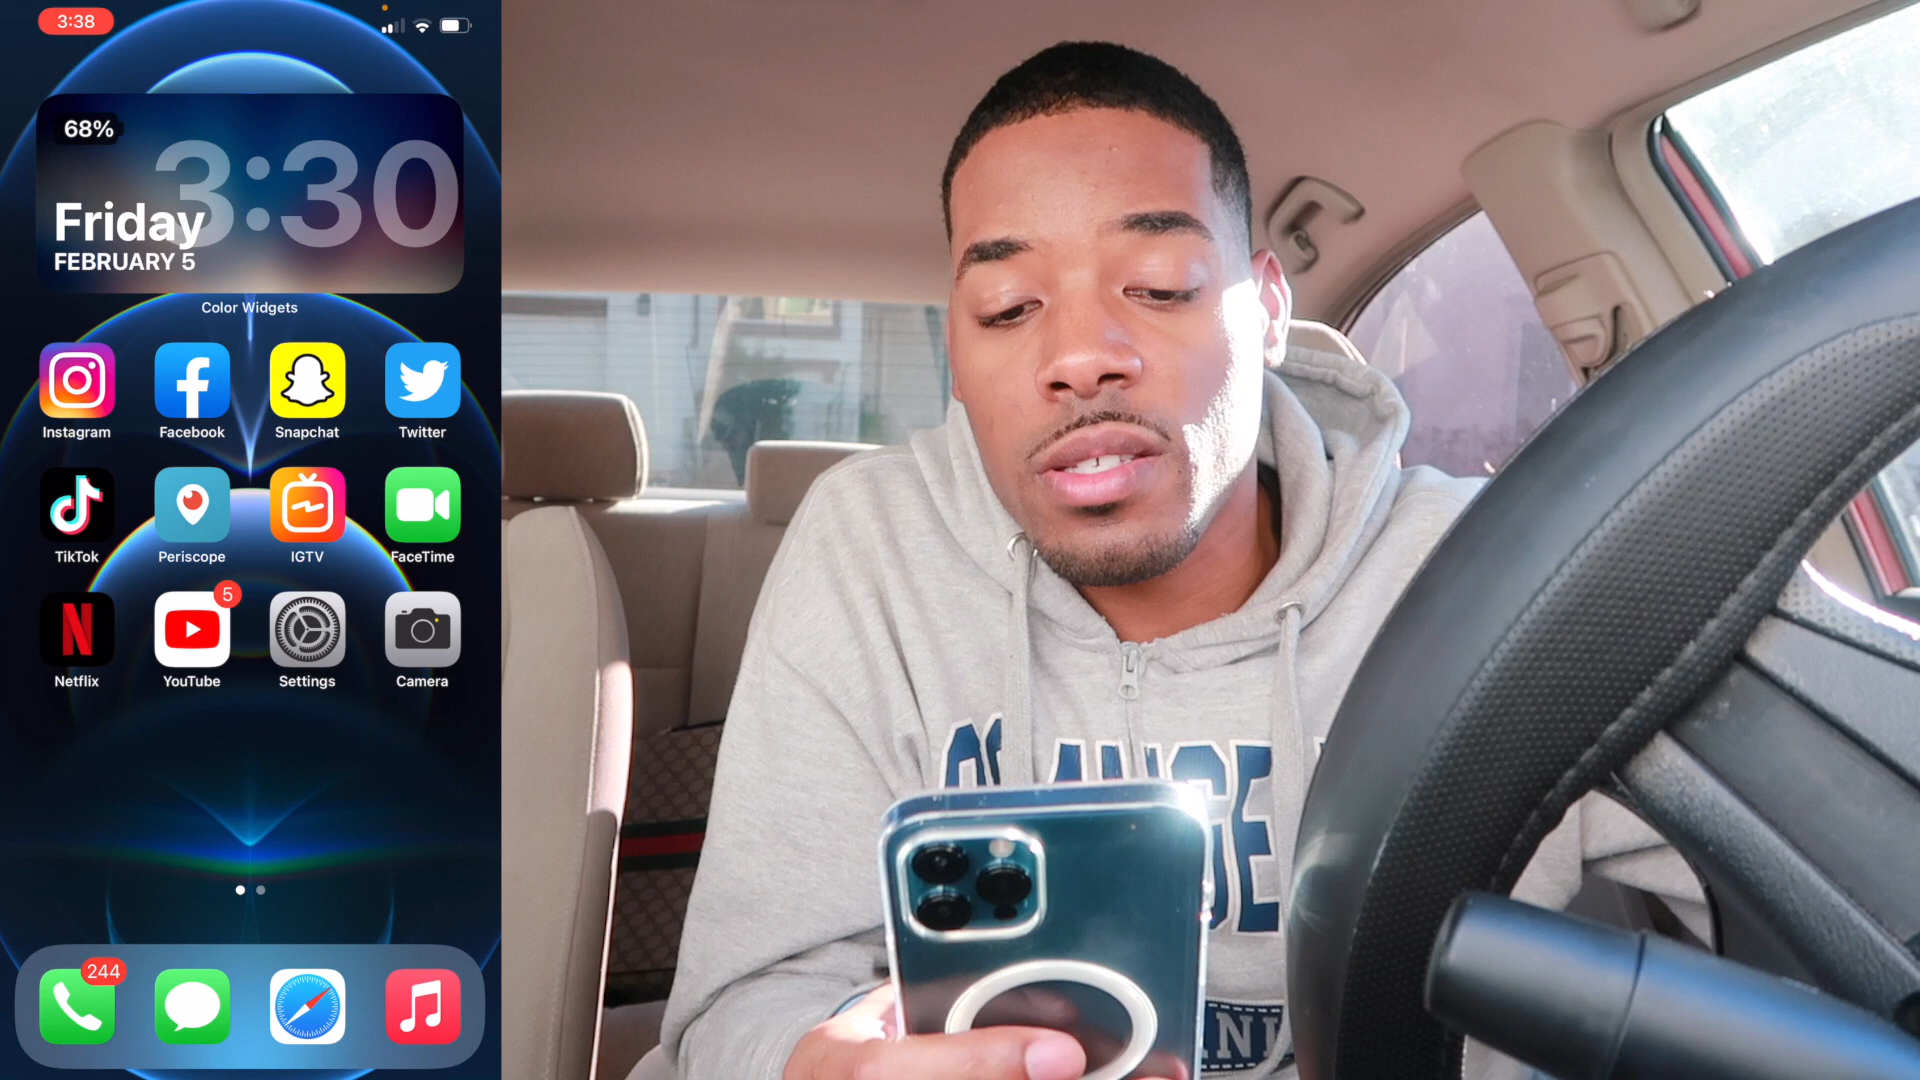 3:38
68%
3:30
Friday
FEBRUARY 5
Color Widgets
Instagram
Facebook
Snapchat
Twitter
TikTok
Periscope
IGTV
FaceTime
5
Netflix
YouTube
Settings
Camera
244